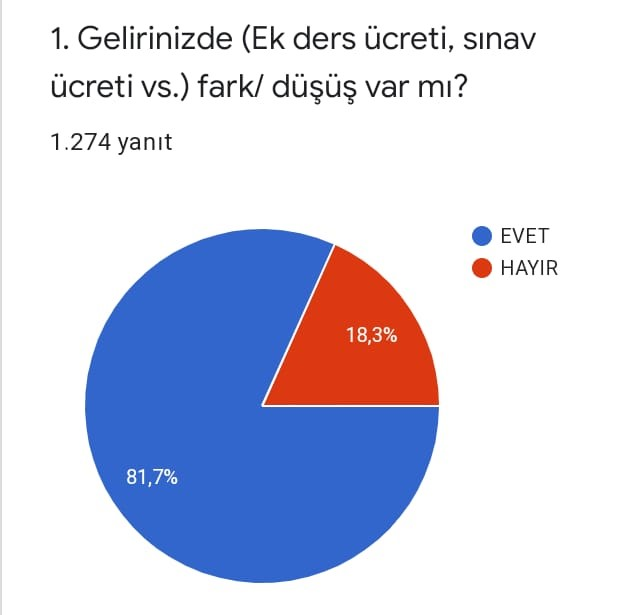 1. Gelirinizde (Ek ders ücreti, sınav
ücreti vs.) fark/ düşüş var mı?
1.274 yanıt
EVET
HAYIR
18,3%
81,7%